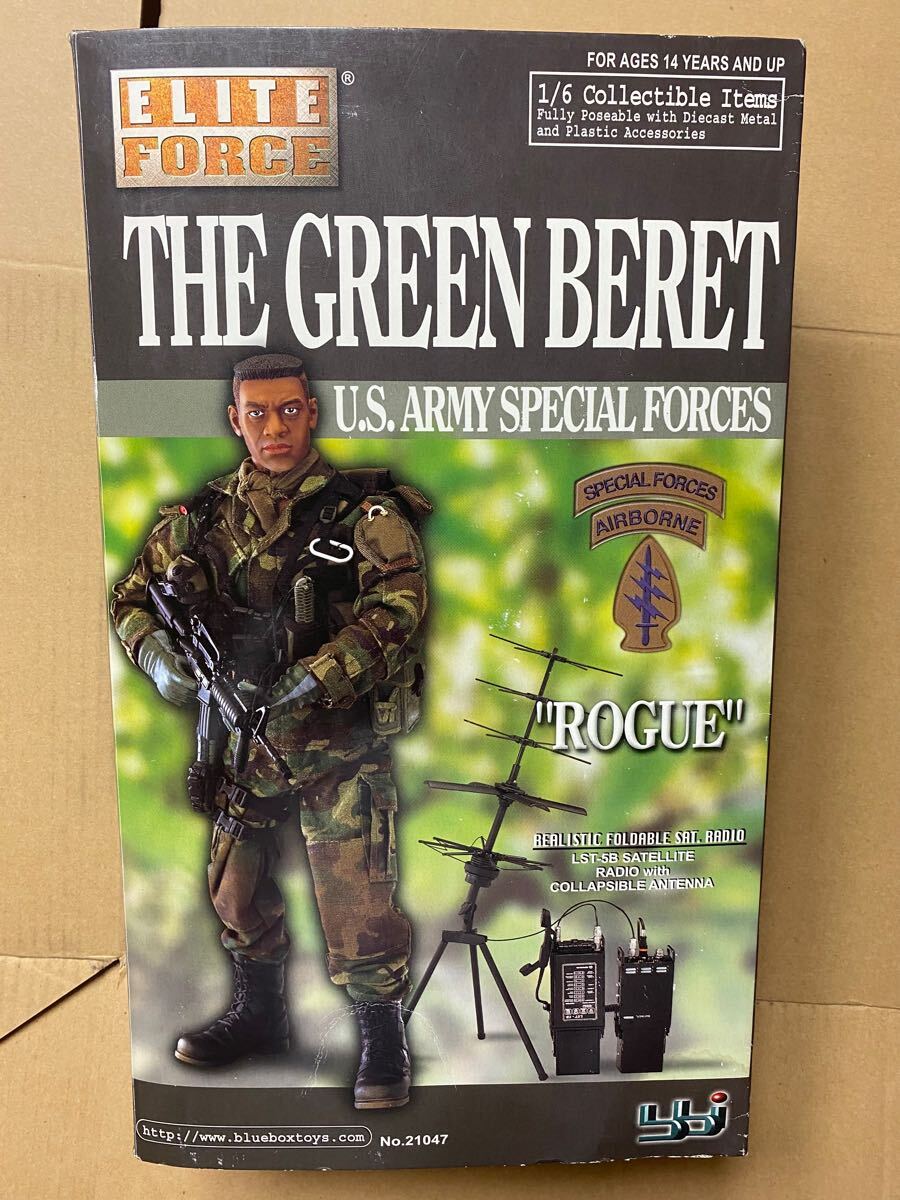 FOR AGES 14 YEARS AND UP
ELITE
FORCE
®
1/6 Collectible Items
Fully Poseable with Diecast Metal
and Plastic Accessories
THE GREEN BERET
U.S. ARMY SPECIAL FORCES
SPECIAL FORCES
AIRBORNE
"ROGUE"
REALISTIC FOLDABLE SAT. RADIO
LST-5B SATELLITE
RADIO with
COLLAPSIBLE ANTENNA
http://www.blueboxtoys.com
No.21047
bbi